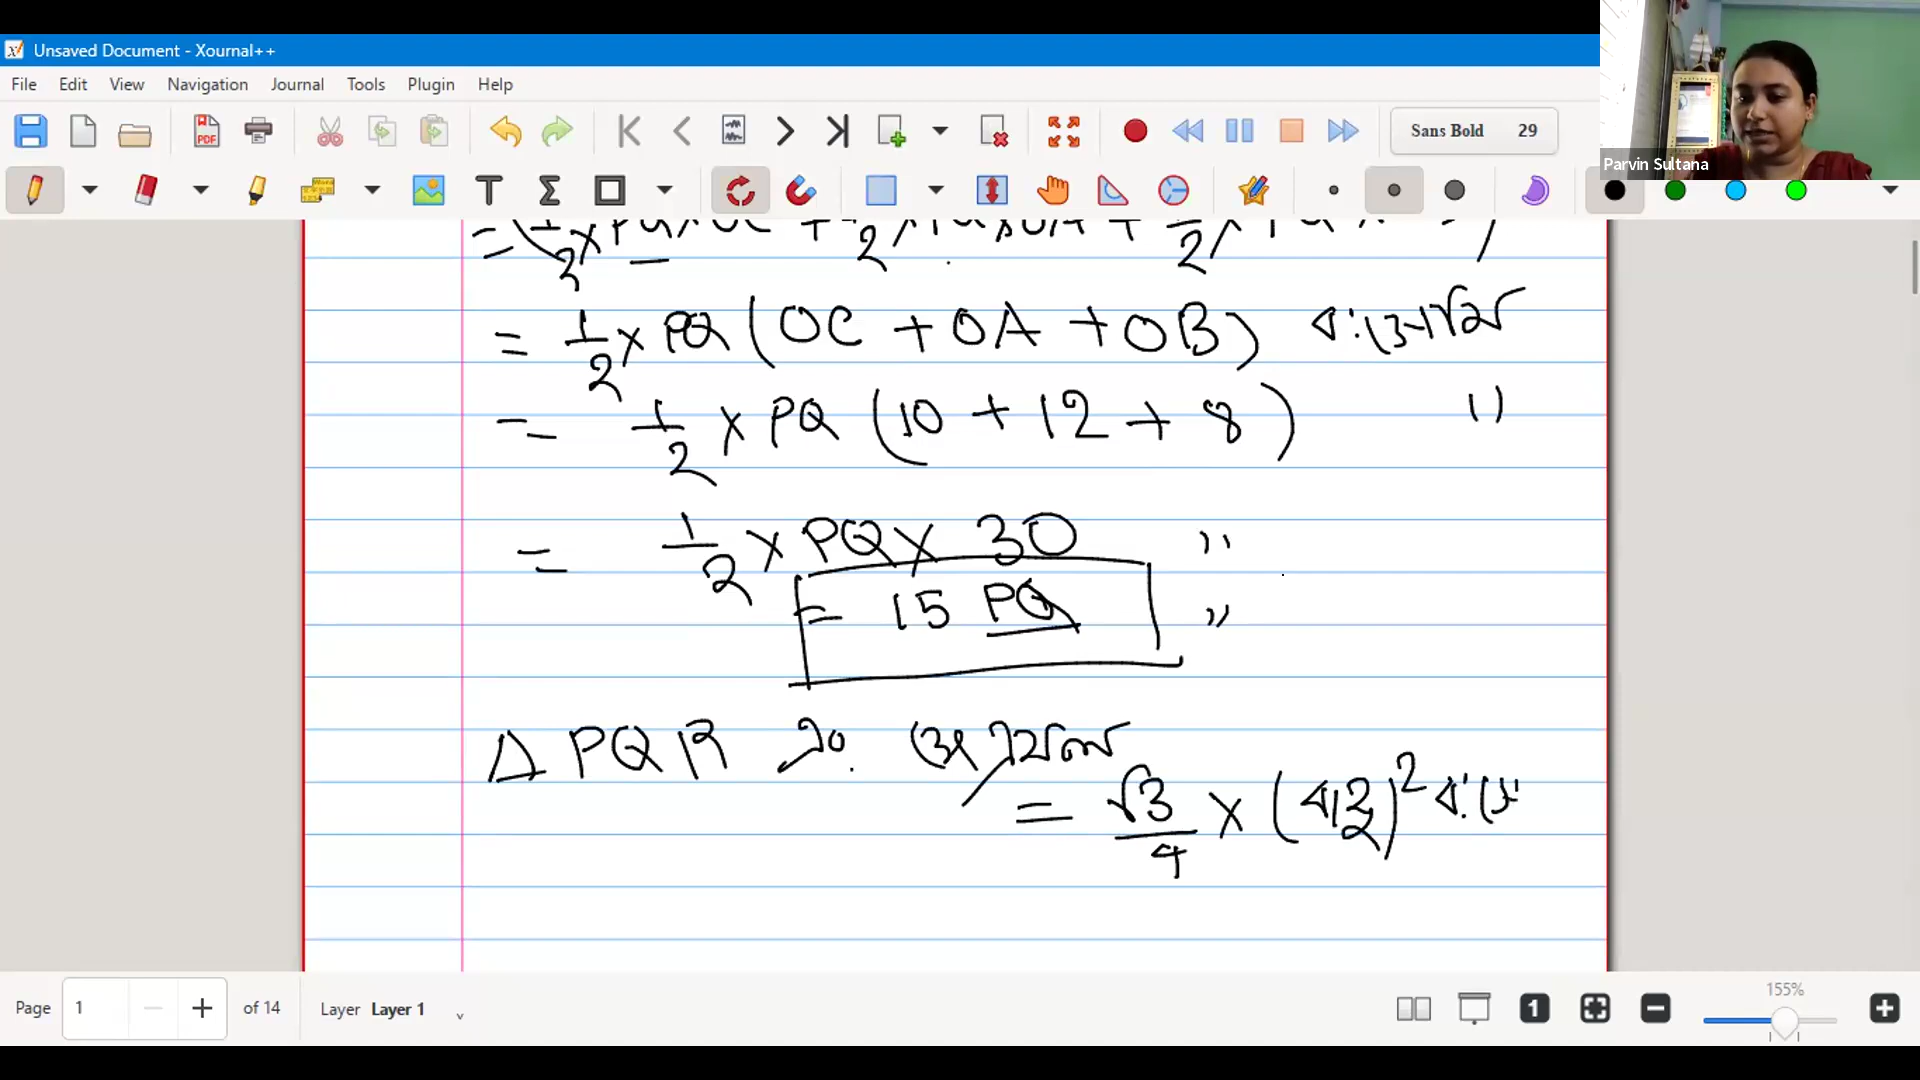 Unsaved Document - Xournal++
File Edit View Navigation Journal Tools Plugin Help
Sans Bold 29
Parvin Sultana
= 1/2 × PQ (OC + OA + OB) ব:সেমি
= 1/2 × PQ (10 + 12 + 8) "
= 1/2 × PQ × 30 "
= 15 PQ "
Δ PQR এর ক্ষেত্রফল
= √3/4 × (বাহু)² ব:সে
Page 1 of 14 Layer Layer 1
155%